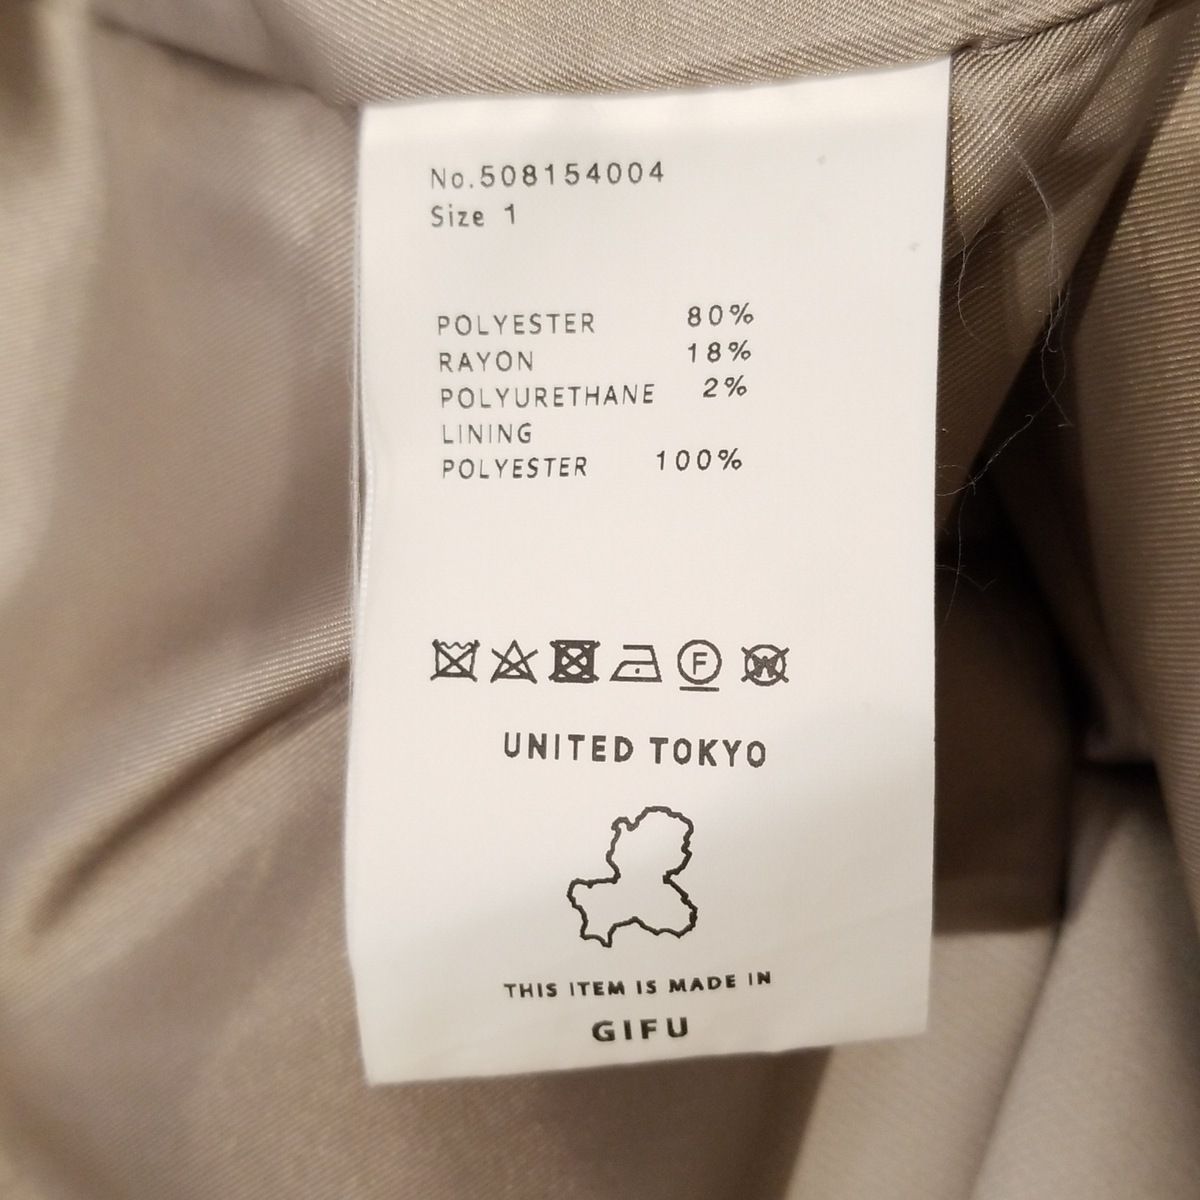 No.508154004
Size 1
POLYESTER 80%
RAYON 18%
POLYURETHANE 2%
LINING
POLYESTER 100%
F W
UNITED TOKYO
THIS ITEM IS MADE IN
GIFU